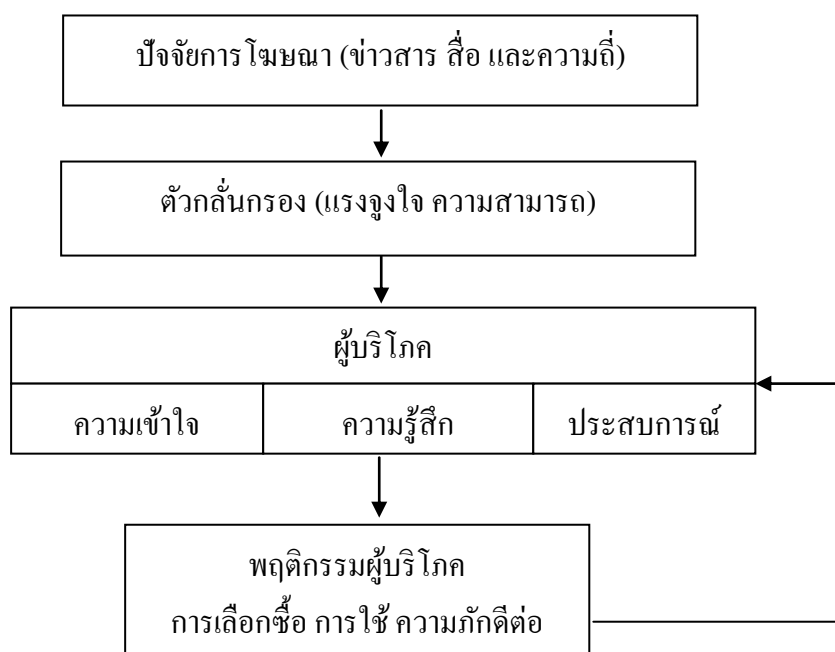 ปัจจัยการโฆษณา (ข่าวสาร สื่อ และความถี่)
ตัวกลั่นกรอง (แรงจูงใจ ความสามารถ)
ผู้บริโภค
ความเข้าใจ ความรู้สึก ประสบการณ์
พฤติกรรมผู้บริโภค
การเลือกซื้อ การใช้ ความภักดีต่อ